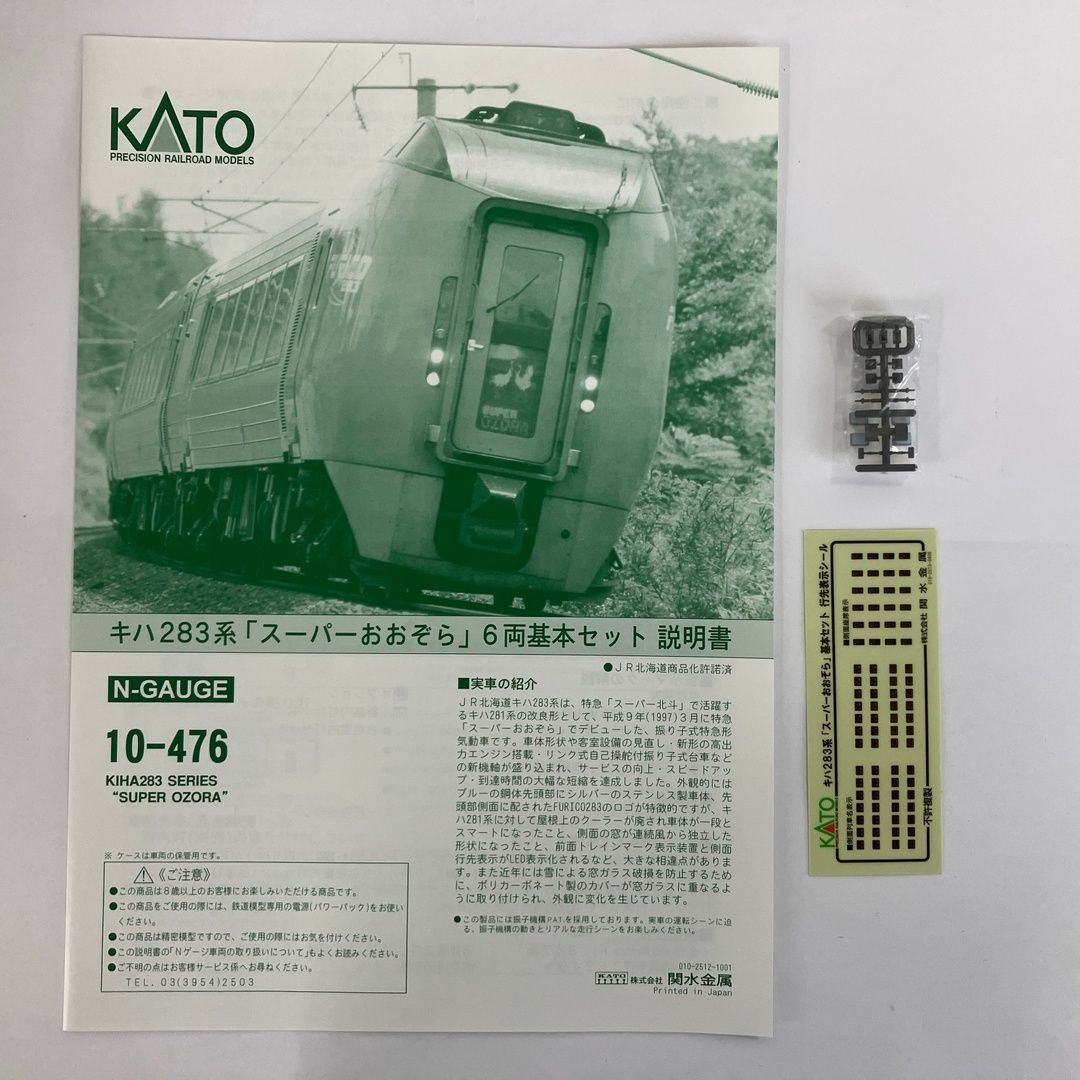 KATO
PRECISION RAILROAD MODELS
FURICO
283
SUPER
OZORA
キハ283系「スーパーおおぞら」6両基本セット 説明書
●JR北海道商品化許諾済
N-GAUGE
10-476
KIHA283 SERIES
"SUPER OZORA"
■実車の紹介
JR北海道キハ283系は、特急「スーパー北斗」で活躍す
るキハ281系の改良形として、平成9年(1997)3月に特急
「スーパーおおぞら」でデビューした、振り子式特急形
気動車です。車体形状や客室設備の見直し・新形の高出
力エンジン搭載・リンク式自己操舵付振り子式台車など
の新機軸が盛り込まれ、サービスの向上・スピードアッ
プ・到達時間の大幅な短縮を達成しました。外観的には
ブルーの鋼体先頭部にシルバーのステンレス製車体、先
頭部側面に配されたFURICO283のロゴが特徴的ですが、キ
ハ281系に対して屋根上のクーラーが廃され車体が一段と
スマートになったこと、側面の窓が連続風から独立した
形状になったこと、前面トレインマーク表示装置と側面
行先表示がLED表示化されるなど、大きな相違点がありま
す。また近年には雪による窓ガラス破損を防止するため
に、ポリカーボネート製のカバーが窓ガラスに重なるよ
うに取り付けられ、外観に変化を生じています。
●この製品には振子機構PAT.を採用しております。実車の運転シーンに迫
る、振子機構の動きとリアルな走行シーンをお楽しみください。
※ ケースは車両の保管用です。
⚠《ご注意》
●この商品は8歳以上のお客様にお楽しみいただける商品です。
●この商品をご使用の際には、鉄道模型専用の電源(パワーパック)をお使い
ください。
●この商品は精密模型ですので、ご使用の際にはお気を付けください。
●この説明書の「Nゲージ車両の取り扱いについて」もよくお読みください。
●ご不明の点はお客様サービス係へお尋ねください。
TEL. 03(3954)2503
010-2512-1001
KATO 株式会社 関水金属
Printed in Japan
KATO
キハ283系「スーパーおおぞら」基本セット 行先表示シール
■側面列車名表示
■側面座席表示
不許複製
株式会社 関水金属